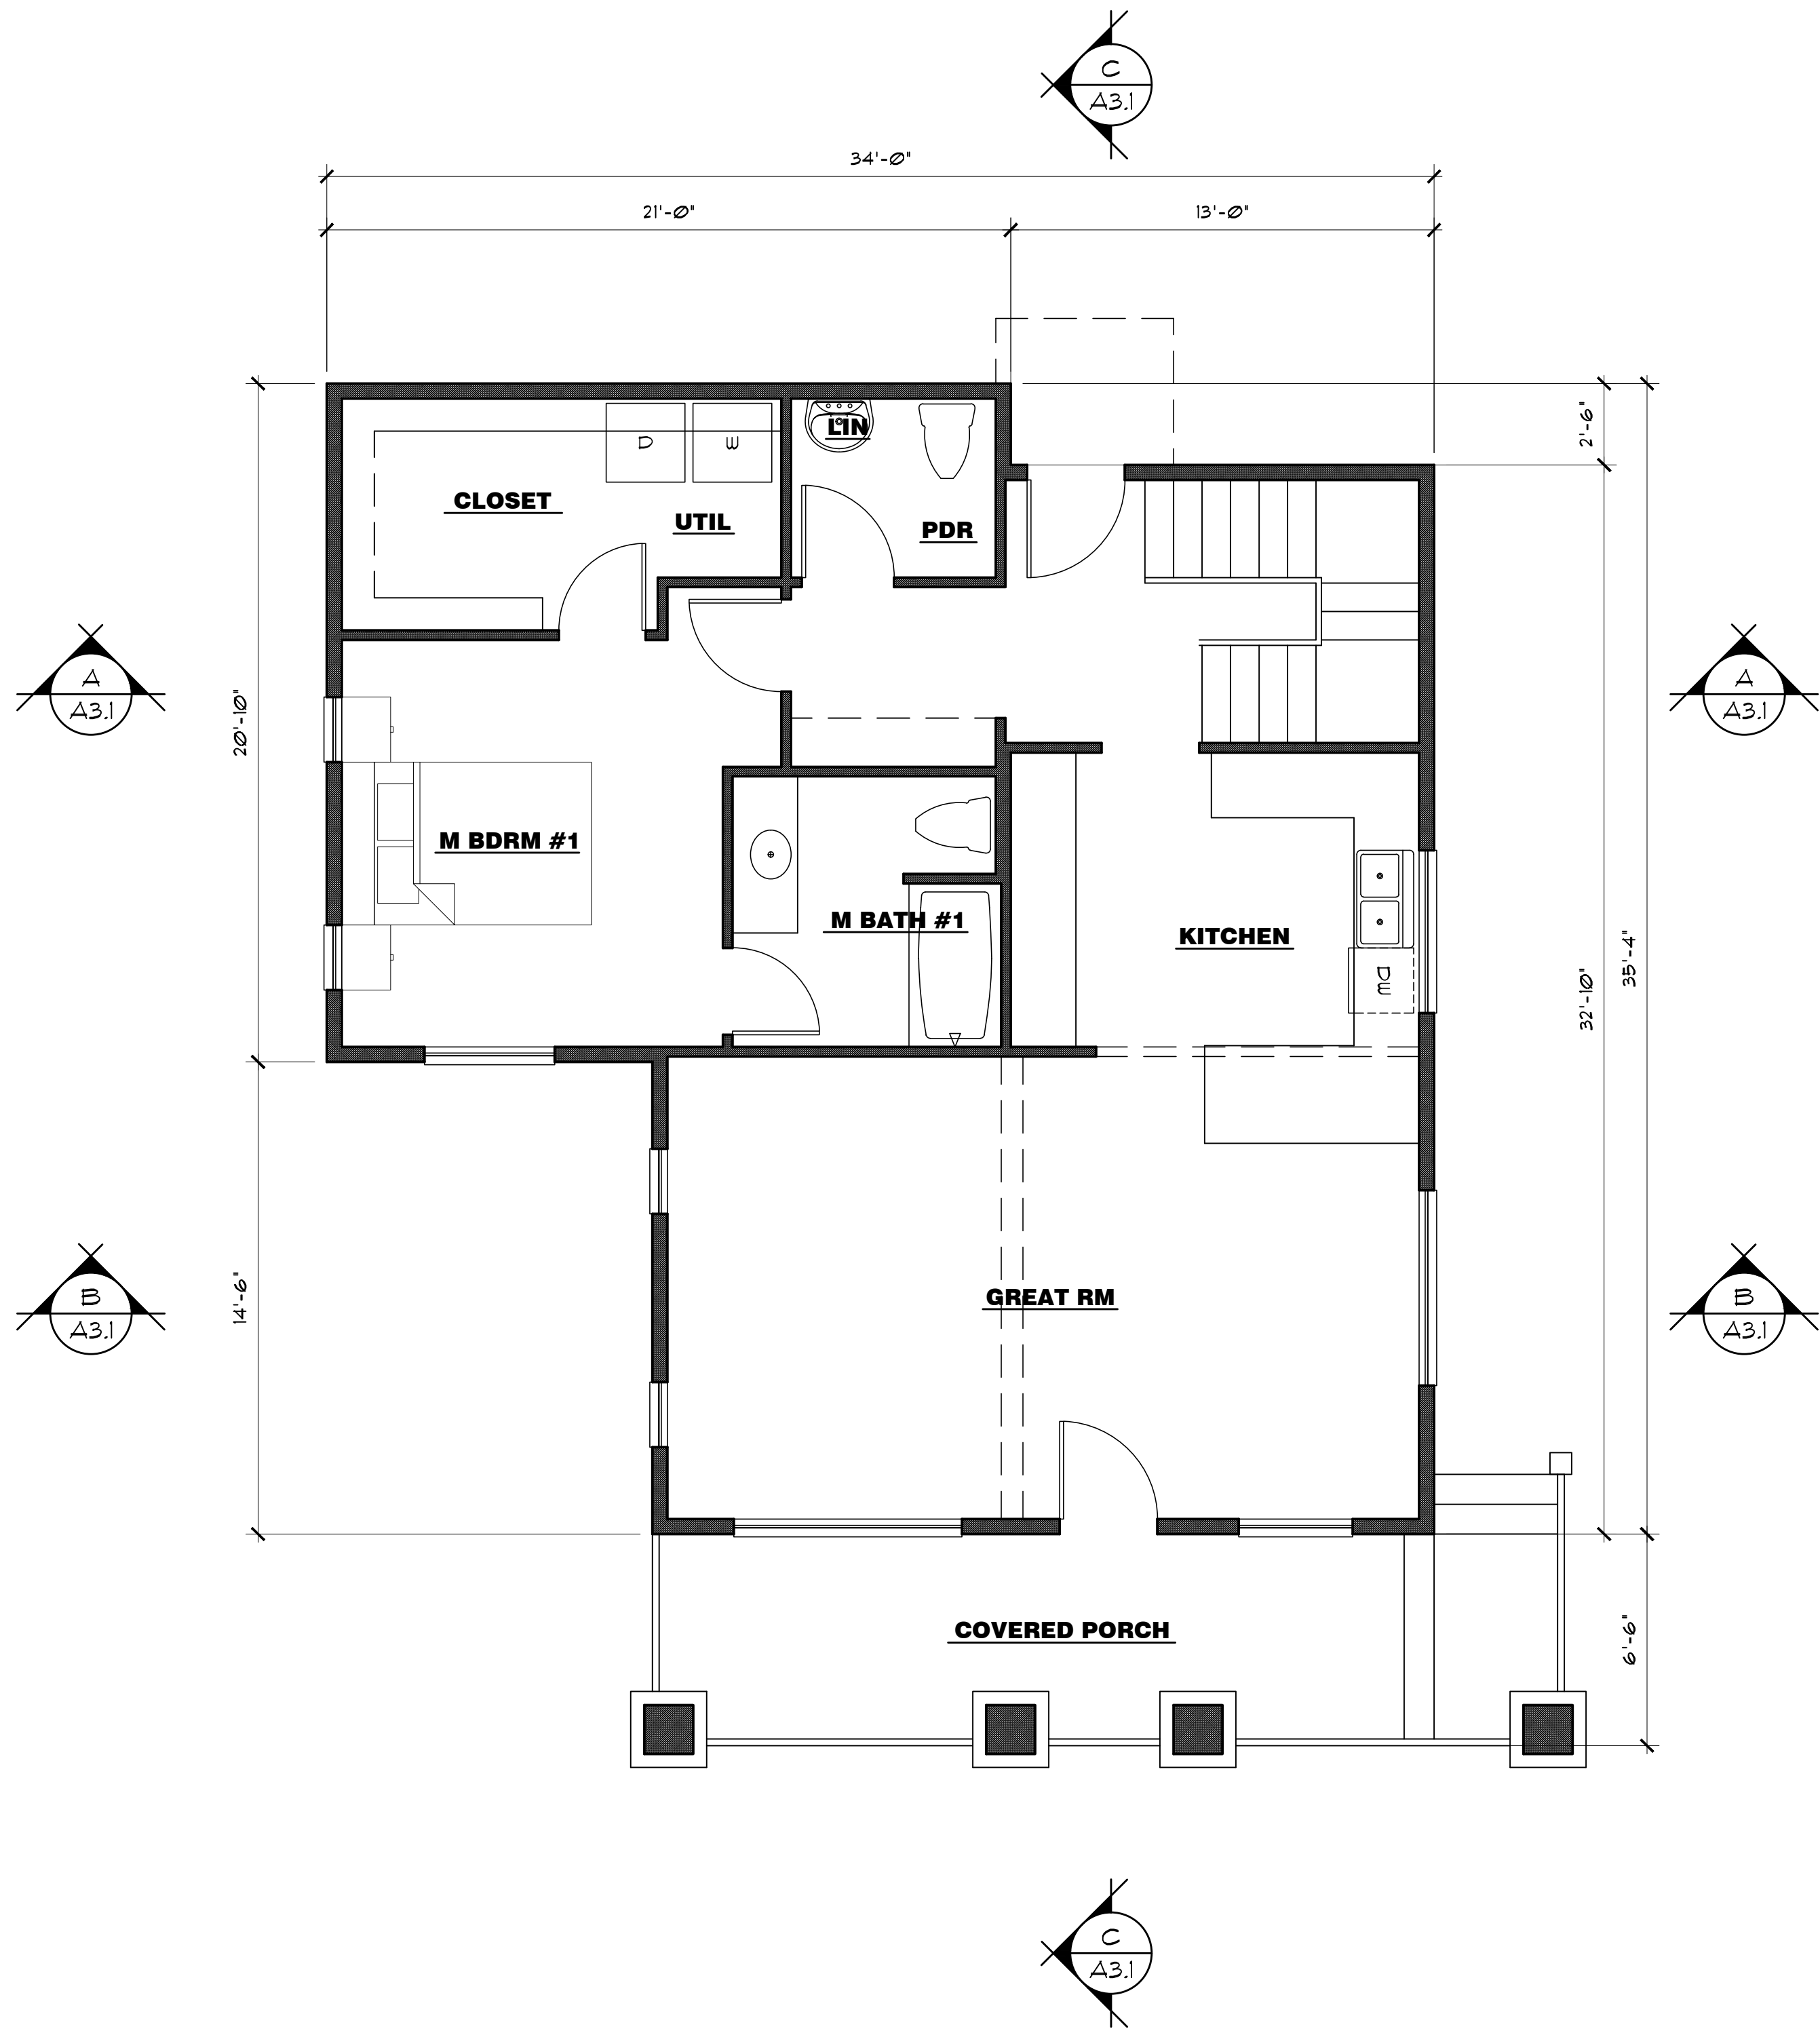 C
A3.1
34'-0"
21'-0"
13'-0"
2'-6"
LIN
D
W
CLOSET
UTIL
PDR
A
A3.1
A
A3.1
20'-10"
M BDRM #1
M BATH #1
KITCHEN
DW
35'-4"
32'-10"
B
A3.1
B
A3.1
14'-6"
GREAT RM
COVERED PORCH
6'-6"
C
A3.1